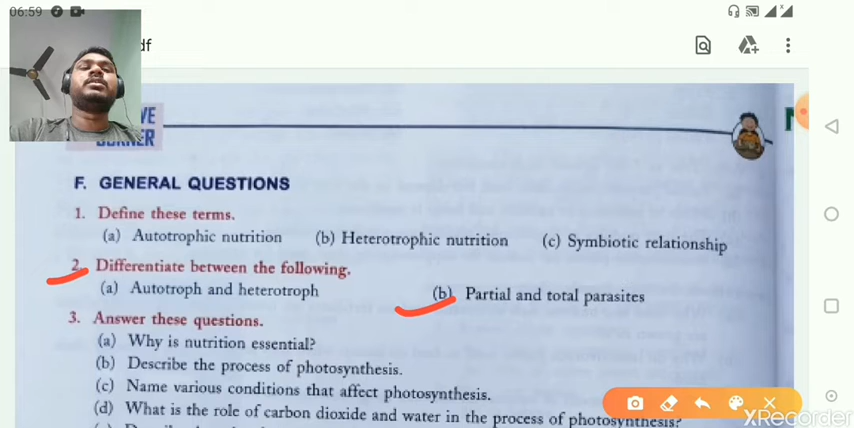 06:59
df
VE
F. GENERAL QUESTIONS
1. Define these terms.
(a) Autotrophic nutrition (b) Heterotrophic nutrition (c) Symbiotic relationship
2. Differentiate between the following.
(a) Autotroph and heterotroph (b) Partial and total parasites
3. Answer these questions.
(a) Why is nutrition essential?
(b) Describe the process of photosynthesis.
(c) Name various conditions that affect photosynthesis.
(d) What is the role of carbon dioxide and water in the process of photosynthesis?
XRecorder